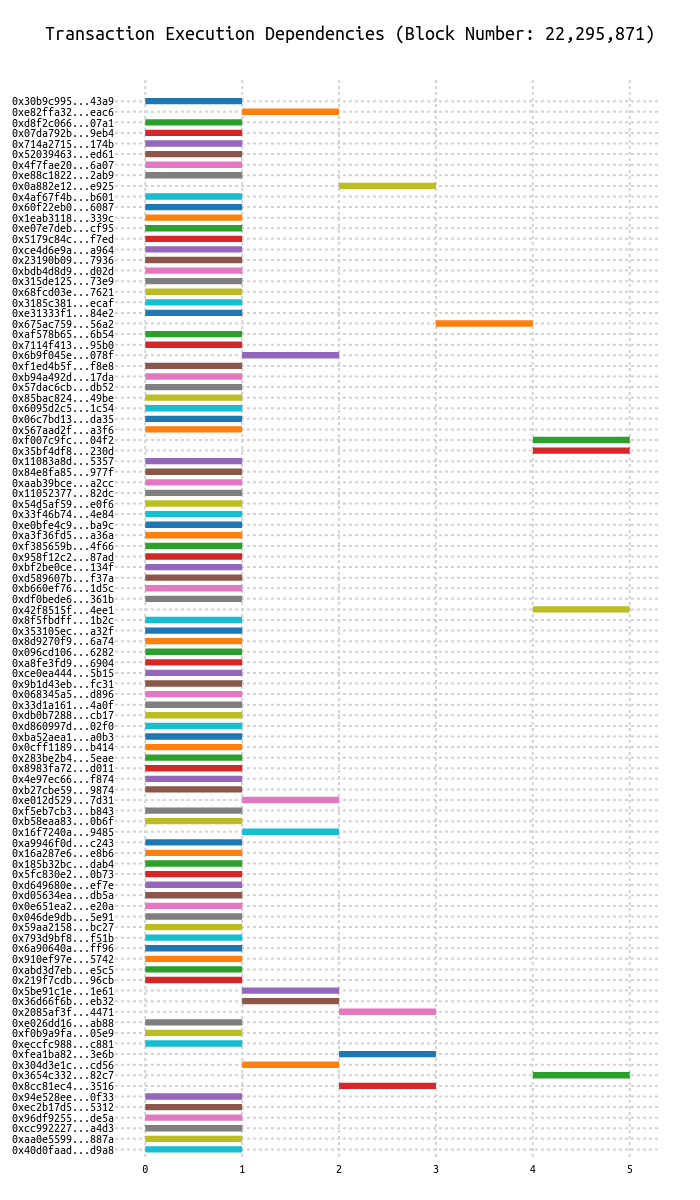 Transaction Execution Dependencies (Block Number: 22,295,871)
0x30b9c995...43a9
0xe82ffa32...eac6
0xd8f2c066...07a1
0x07da792b...9eb4
0x714a2715...174b
0x52039463...ed61
0x4f7fae20...6a07
0xe88c1822...2ab9
0x0a882e12...e925
0x4af67f4b...b601
0x60f22eb0...6087
0x1eab3118...339c
0xe07e7deb...cf95
0x5179c84c...f7ed
0xce4d6e9a...a964
0x23190b09...7936
0xbdb4d8d9...d02d
0x315de125...73e9
0x68fcd03e...7621
0x3185c381...ecaf
0xe31333f1...84e2
0x675ac759...56a2
0xaf578b65...6b54
0x7114f413...95b0
0x6b9f045e...078f
0xf1ed4b5f...f8e8
0xb94a492d...17da
0x57dac6cb...db52
0x85bac824...49be
0x6095d2c5...1c54
0x06c7bd13...da35
0x567aad2f...a3f6
0xf007c9fc...04f2
0x35bf4df8...230d
0x11083a8d...5357
0x84e8fa85...977f
0xaab39bce...a2cc
0x11052377...82dc
0x54d5af59...e0f6
0x33f46b74...4e84
0xe0bfe4c9...ba9c
0xa3f36fd5...a36a
0xf385659b...4f66
0x958f12c2...87ad
0xbf2be0ce...134f
0xd589607b...f37a
0xb660ef76...1d5c
0xdf0bede6...361b
0x42f8515f...4ee1
0x8f5fbdff...1b2c
0x353105ec...a32f
0x8d9270f9...6a74
0x096cd106...6282
0xa8fe3fd9...6904
0xce0ea444...5b15
0x9b1d43eb...fc31
0x068345a5...d896
0x33d1a161...4a0f
0xdb0b7288...cb17
0xd860997d...02f0
0xba52aea1...a0b3
0x0cff1189...b414
0x283be2b4...5eae
0x8983fa72...d011
0x4e97ec66...f874
0xb27cbe59...9874
0xe012d529...7d31
0xf5eb7cb3...b843
0xb58eaa83...0b6f
0x16f7240a...9485
0xa9946f0d...c243
0x16a287e6...e8b6
0x185b32bc...dab4
0x5fc830e2...0b73
0xd649680e...ef7e
0xd05634ea...db5a
0x0e651ea2...e20a
0x046de9db...5e91
0x59aa2158...bc27
0x793d9bf8...f51b
0x6a90640a...ff96
0x910ef97e...5742
0xabd3d7eb...e5c5
0x219f7cdb...96cb
0x5be91c1e...1e61
0x36d66f6b...eb32
0x2085af3f...4471
0xe026dd16...ab88
0xf0b9a9fa...05e9
0xeccfc988...c881
0xfea1ba82...3e6b
0x304d3e1c...cd56
0x3654c332...82c7
0x8cc81ec4...3516
0x94e528ee...0f33
0xec2b17d5...5312
0x96df9255...de5a
0xcc992227...a4d3
0xaa0e5599...887a
0x40d0faad...d9a8
0 1 2 3 4 5